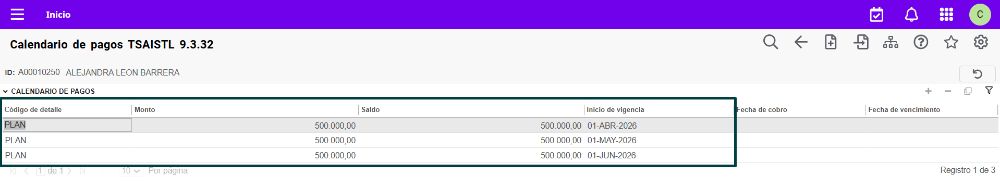 Inicio
C
Calendario de pagos TSAISTL 9.3.32
ID: A00010250 ALEJANDRA LEON BARRERA
CALENDARIO DE PAGOS
Código de detalle Monto Saldo Inicio de vigencia Fecha de cobro Fecha de vencimiento
PLAN 500.000,00 500.000,00 01-ABR-2026
PLAN 500.000,00 500.000,00 01-MAY-2026
PLAN 500.000,00 500.000,00 01-JUN-2026
1 de 1 10 Por página Registro 1 de 3